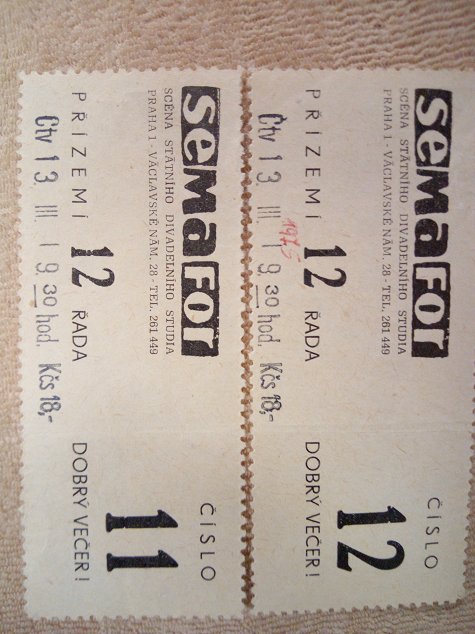 SEMAFOR
SCÉNA STÁTNÍHO DIVADELNÍHO STUDIA
PRAHA 1 - VÁCLAVSKÉ NÁM. 28 - TEL. 261 449
PŘÍZEMÍ 12 ŘADA
Čtv 13 III 19.30 hod. Kčs 18,-
ČÍSLO
11
DOBRÝ VEČER!
SEMAFOR
SCÉNA STÁTNÍHO DIVADELNÍHO STUDIA
PRAHA 1 - VÁCLAVSKÉ NÁM. 28 - TEL. 261 449
PŘÍZEMÍ 12 ŘADA
1975
Čtv 13 III 19.30 hod. Kčs 18,-
ČÍSLO
12
DOBRÝ VEČER!